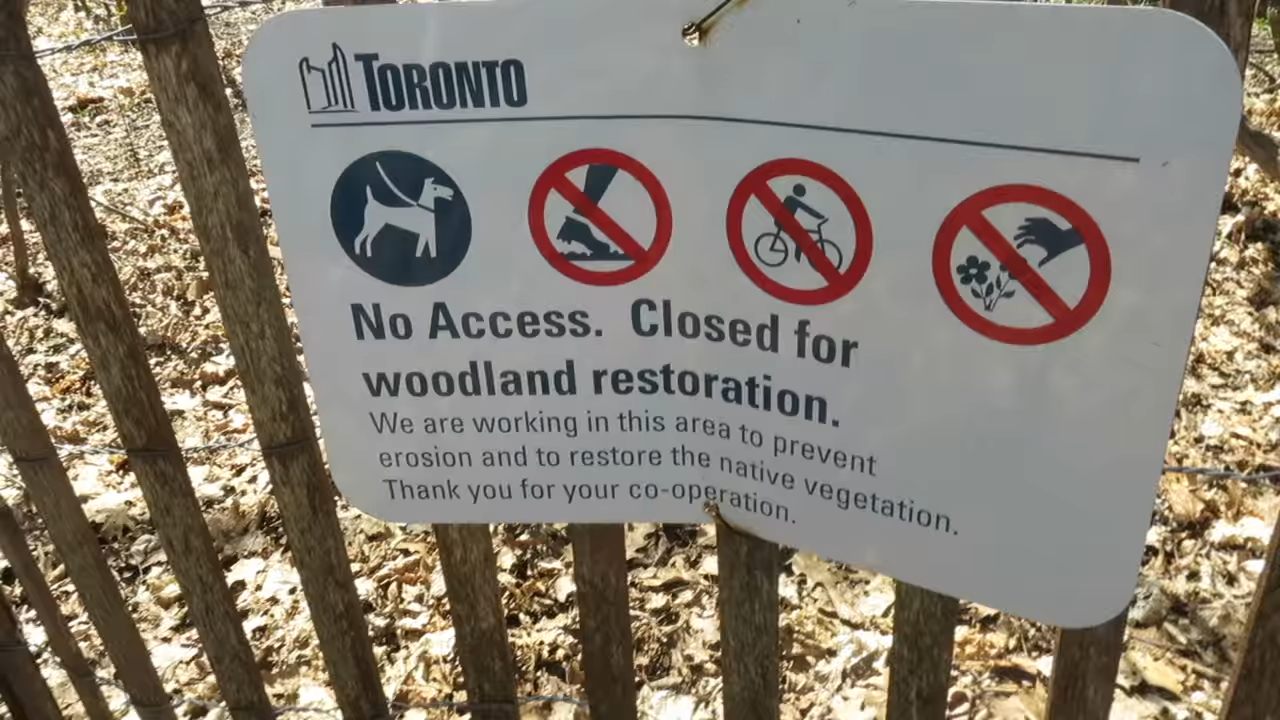 TORONTO
No Access. Closed for
woodland restoration.
We are working in this area to prevent
erosion and to restore the native vegetation.
Thank you for your co-operation.